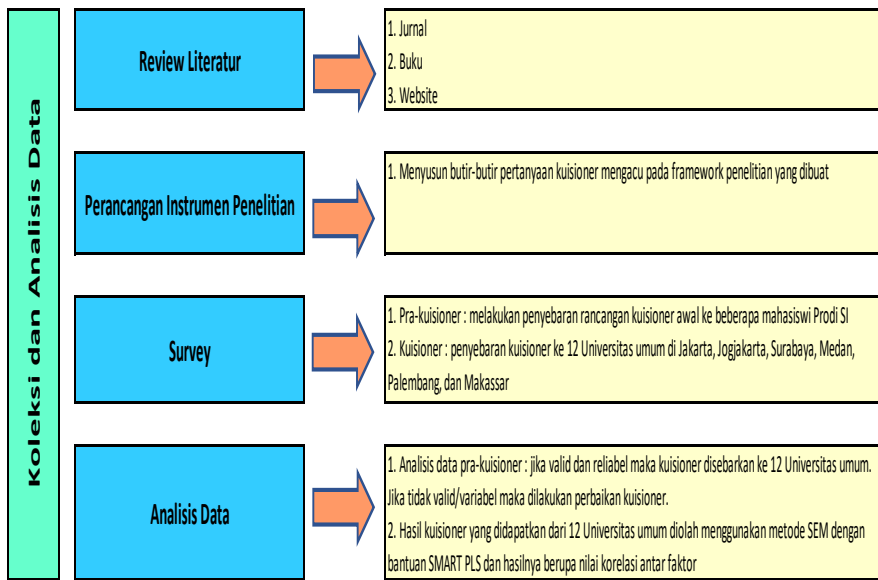 Koleksi dan Analisis Data
Review Literatur
1. Jurnal
2. Buku
3. Website
Perancangan Instrumen Penelitian
1. Menyusun butir-butir pertanyaan kuisioner mengacu pada framework penelitian yang dibuat
Survey
1. Pra-kuisioner : melakukan penyebaran rancangan kuisioner awal ke beberapa mahasiswi Prodi SI
2. Kuisioner : penyebaran kuisioner ke 12 Universitas umum di Jakarta, Jogjakarta, Surabaya, Medan,
Palembang, dan Makassar
Analisis Data
1. Analisis data pra-kuisioner : jika valid dan reliabel maka kuisioner disebarkan ke 12 Universitas umum.
Jika tidak valid/variabel maka dilakukan perbaikan kuisioner.
2. Hasil kuisioner yang didapatkan dari 12 Universitas umum diolah menggunakan metode SEM dengan
bantuan SMART PLS dan hasilnya berupa nilai korelasi antar faktor